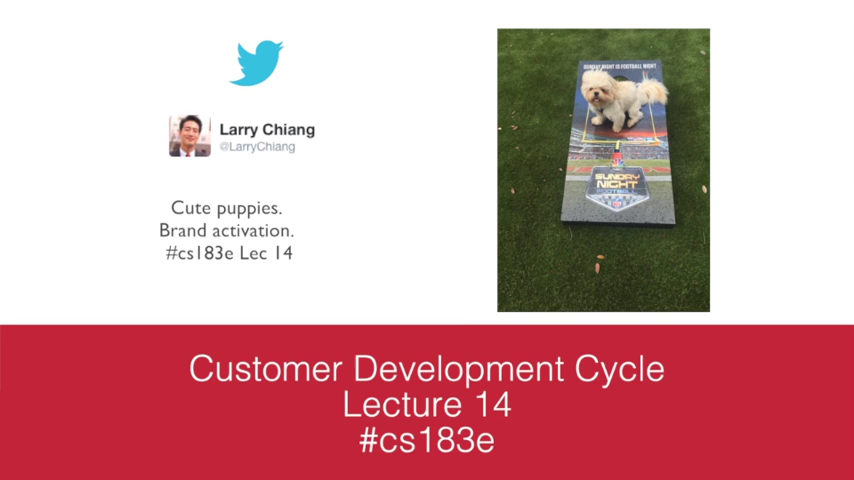 Larry Chiang
@LarryChiang
Cute puppies.
Brand activation.
#cs183e Lec 14
SUNDAY NIGHT IS FOOTBALL NIGHT
SUNDAY
NIGHT
FOOTBALL
Customer Development Cycle
Lecture 14
#cs183e